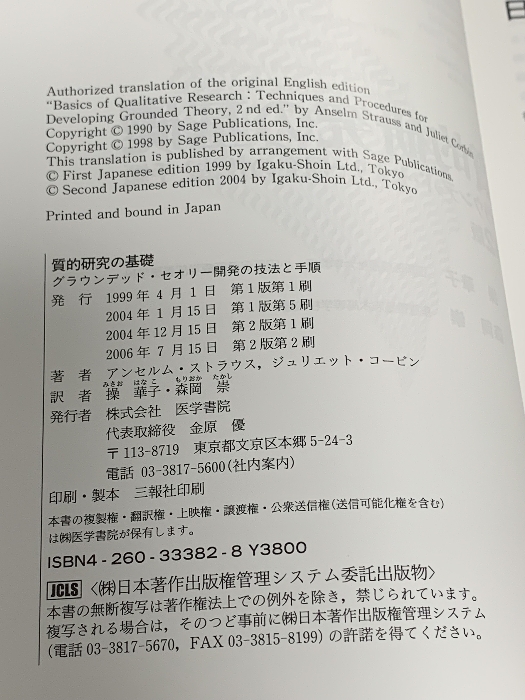 Authorized translation of the original English edition
"Basics of Qualitative Research : Techniques and Procedures for
Developing Grounded Theory, 2 nd ed." by Anselm Strauss and Juliet Corbin
Copyright © 1990 by Sage Publications, Inc.
Copyright © 1998 by Sage Publications, Inc.
This translation is published by arrangement with Sage Publications.
© First Japanese edition 1999 by Igaku-Shoin Ltd., Tokyo
© Second Japanese edition 2004 by Igaku-Shoin Ltd., Tokyo
Printed and bound in Japan
質的研究の基礎
グラウンデッド・セオリー開発の技法と手順
発 行 1999年 4月 1日 第1版第1刷
2004年 1月15日 第1版第5刷
2004年12月15日 第2版第1刷
2006年 7月15日 第2版第2刷
著 者 アンセルム・ストラウス，ジュリエット・コービン
みさお はなこ もりおか たかし
訳 者 操 華子・森岡 崇
発行者 株式会社 医学書院
代表取締役 金原 優
〒113-8719 東京都文京区本郷5-24-3
電話 03-3817-5600(社内案内)
印刷・製本 三報社印刷
本書の複製権・翻訳権・上映権・譲渡権・公衆送信権(送信可能化権を含む)
は㈱医学書院が保有します。
ISBN4-260-33382-8 Y3800
JCLS 〈㈱日本著作出版権管理システム委託出版物〉
本書の無断複写は著作権法上での例外を除き，禁じられています。
複写される場合は，そのつど事前に㈱日本著作出版権管理システム
(電話 03-3817-5670，FAX 03-3815-8199) の許諾を得てください。